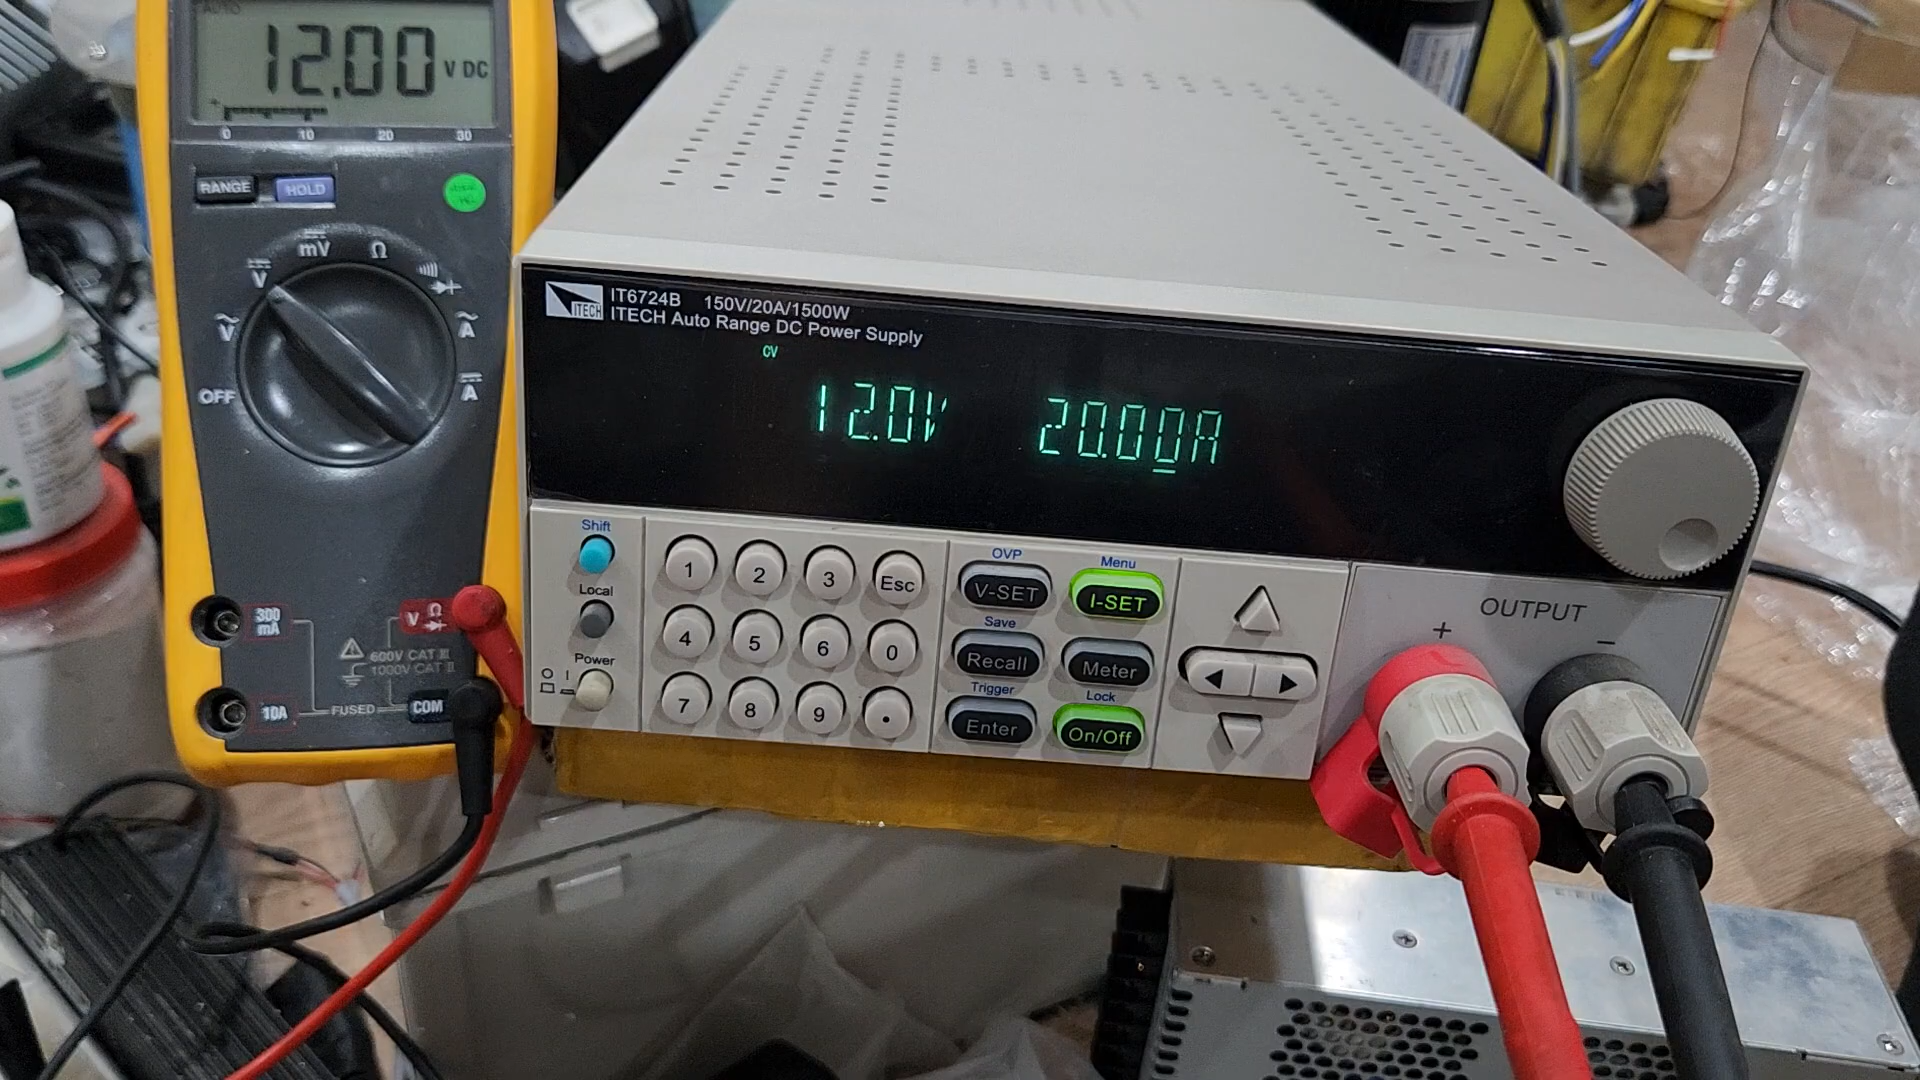 AUTO
12.00 V DC
0 10 20 30
RANGE HOLD
mV Ω
V
V A
OFF A
300 mA
V Ω
600V CAT III
1000V CAT II
10A FUSED COM
ITECH
IT6724B 150V/20A/1500W
ITECH Auto Range DC Power Supply
CV
12.0V 20.00A
Shift
Local
Power
O I
1 2 3 Esc
4 5 6 0
7 8 9 •
OVP Menu
V-SET I-SET
Save
Recall Meter
Trigger Lock
Enter On/Off
OUTPUT
+ −